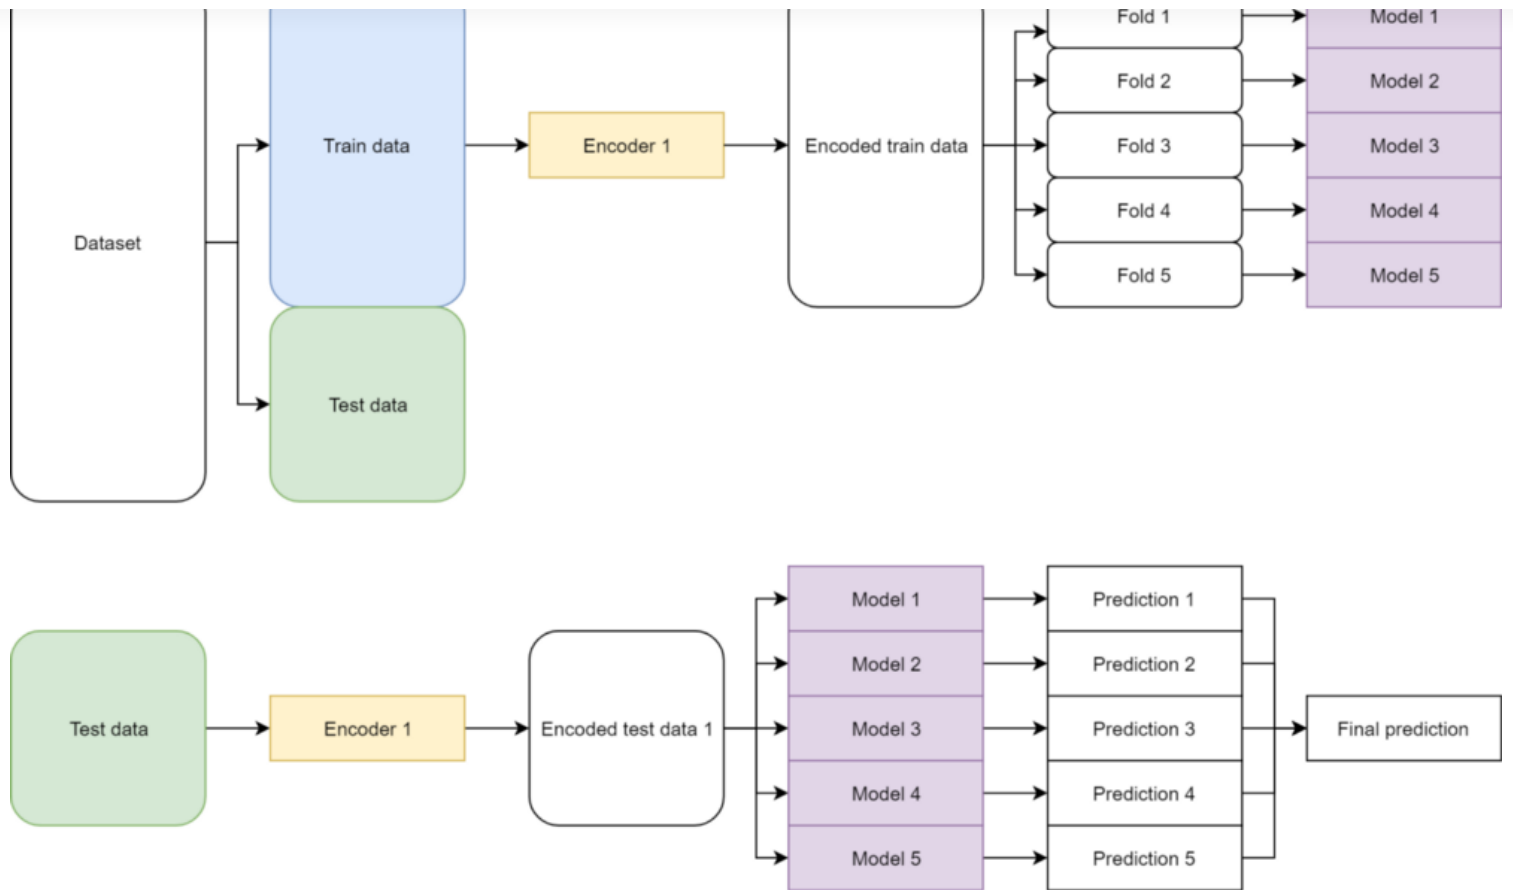 Fold 1
Model 1
Fold 2
Model 2
Train data
Encoder 1
Encoded train data
Fold 3
Model 3
Fold 4
Model 4
Dataset
Fold 5
Model 5
Test data
Model 1
Prediction 1
Model 2
Prediction 2
Test data
Encoder 1
Encoded test data 1
Model 3
Prediction 3
Final prediction
Model 4
Prediction 4
Model 5
Prediction 5